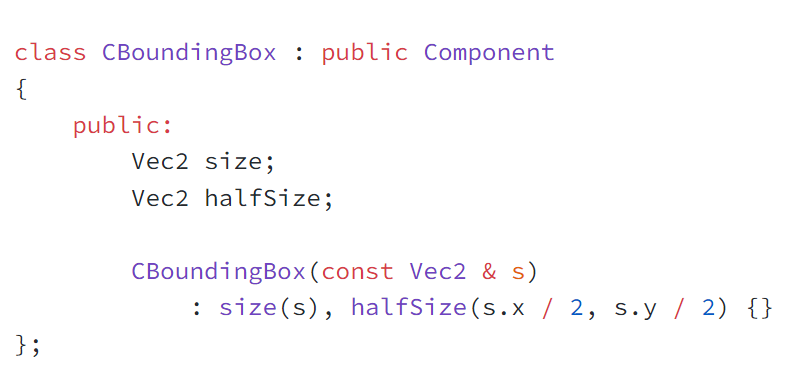 class CBoundingBox : public Component
{
    public:
        Vec2 size;
        Vec2 halfSize;

        CBoundingBox(const Vec2 & s)
            : size(s), halfSize(s.x / 2, s.y / 2) {}
};